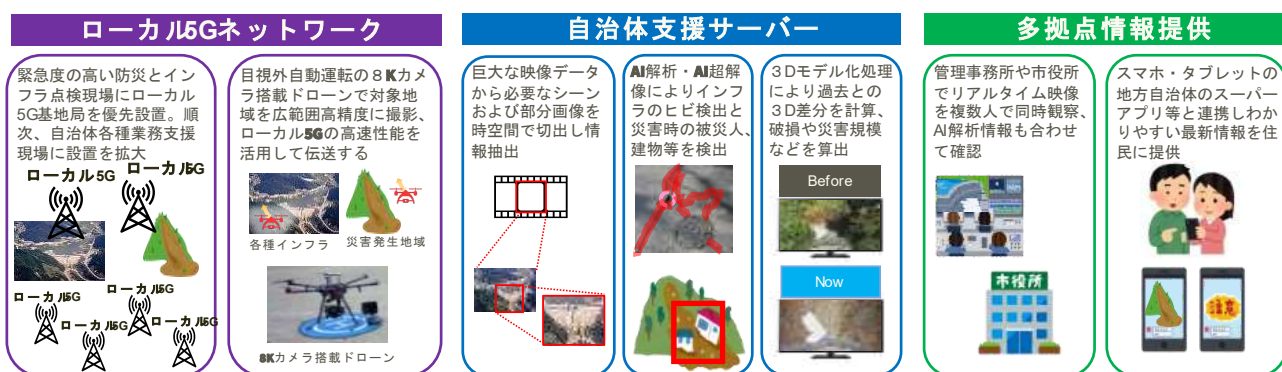 ローカル5Gネットワーク
緊急度の高い防災とイン
フラ点検現場にローカル
5G基地局を優先設置。順
次、自治体各種業務支援
現場に設置を拡大
ローカル5G
ローカル5G
ローカル5G
ローカル5G
ローカル5G
ローカル5G
目視外自動運転の8Kカメ
ラ搭載ドローンで対象地
域を広範囲高精度に撮影、
ローカル5Gの高速性能を
活用して伝送する
各種インフラ
災害発生地域
8Kカメラ搭載ドローン
自治体支援サーバー
巨大な映像データ
から必要なシーン
および部分画像を
時空間で切出し情
報抽出
AI解析・AI超解
像によりインフ
ラのヒビ検出と
災害時の被災人、
建物等を検出
3Dモデル化処理
により過去との
3D差分を計算、
破損や災害規模
などを算出
Before
Now
多拠点情報提供
管理事務所や市役所
でリアルタイム映像
を複数人で同時観察、
AI解析情報も合わせ
て確認
市役所
スマホ・タブレットの
地方自治体のスーパー
アプリ等と連携しわか
りやすい最新情報を住
民に提供
注意